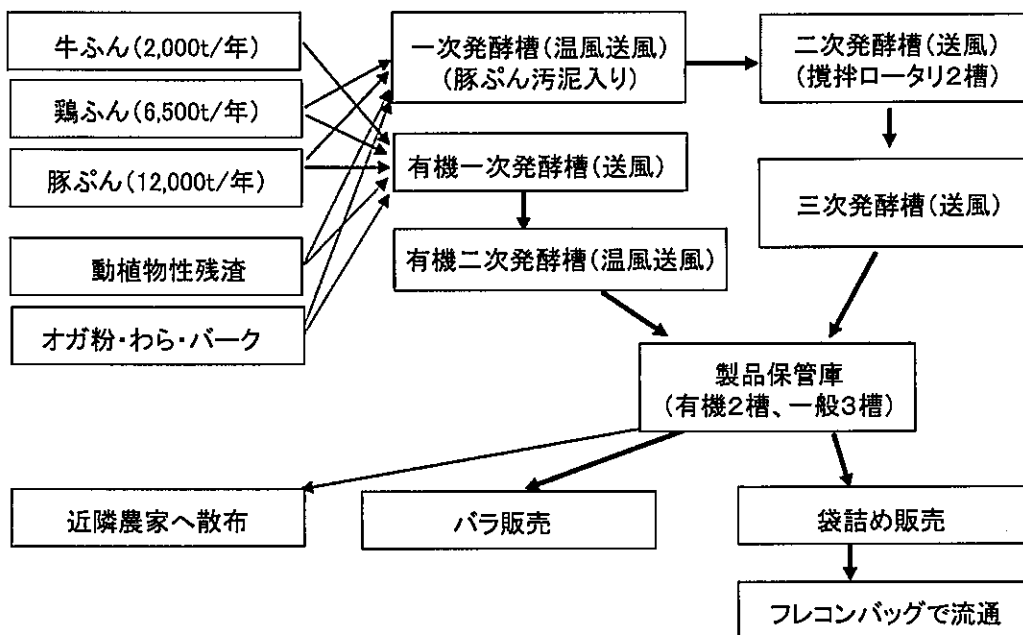 牛ふん(2,000t/年)
鶏ふん(6,500t/年)
豚ぷん(12,000t/年)
動植物性残渣
オガ粉・わら・バーク
一次発酵槽(温風送風)
(豚ぷん汚泥入り)
有機一次発酵槽(送風)
有機二次発酵槽(温風送風)
二次発酵槽(送風)
(攪拌ロータリ2槽)
三次発酵槽(送風)
製品保管庫
(有機2槽、一般3槽)
近隣農家へ散布
バラ販売
袋詰め販売
フレコンバッグで流通